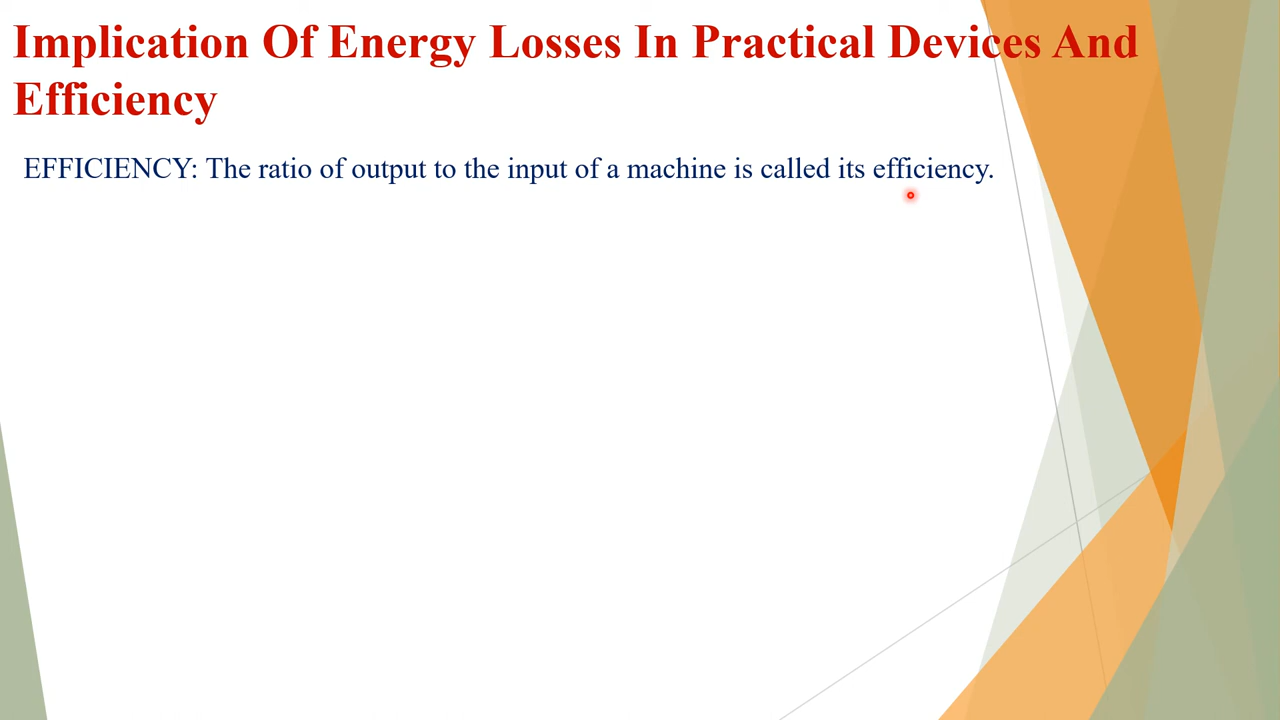 Implication Of Energy Losses In Practical Devices And
Efficiency
EFFICIENCY: The ratio of output to the input of a machine is called its efficiency.